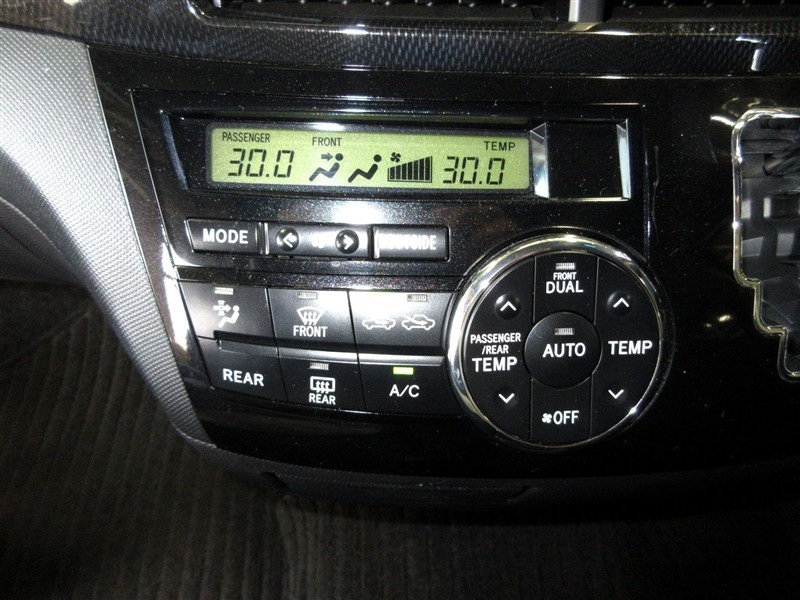 PASSENGER FRONT TEMP
30.0 30.0
MODE
OUTSIDE
FRONT
DUAL
FRONT
PASSENGER
/REAR
TEMP
AUTO
TEMP
REAR
REAR
A/C
OFF